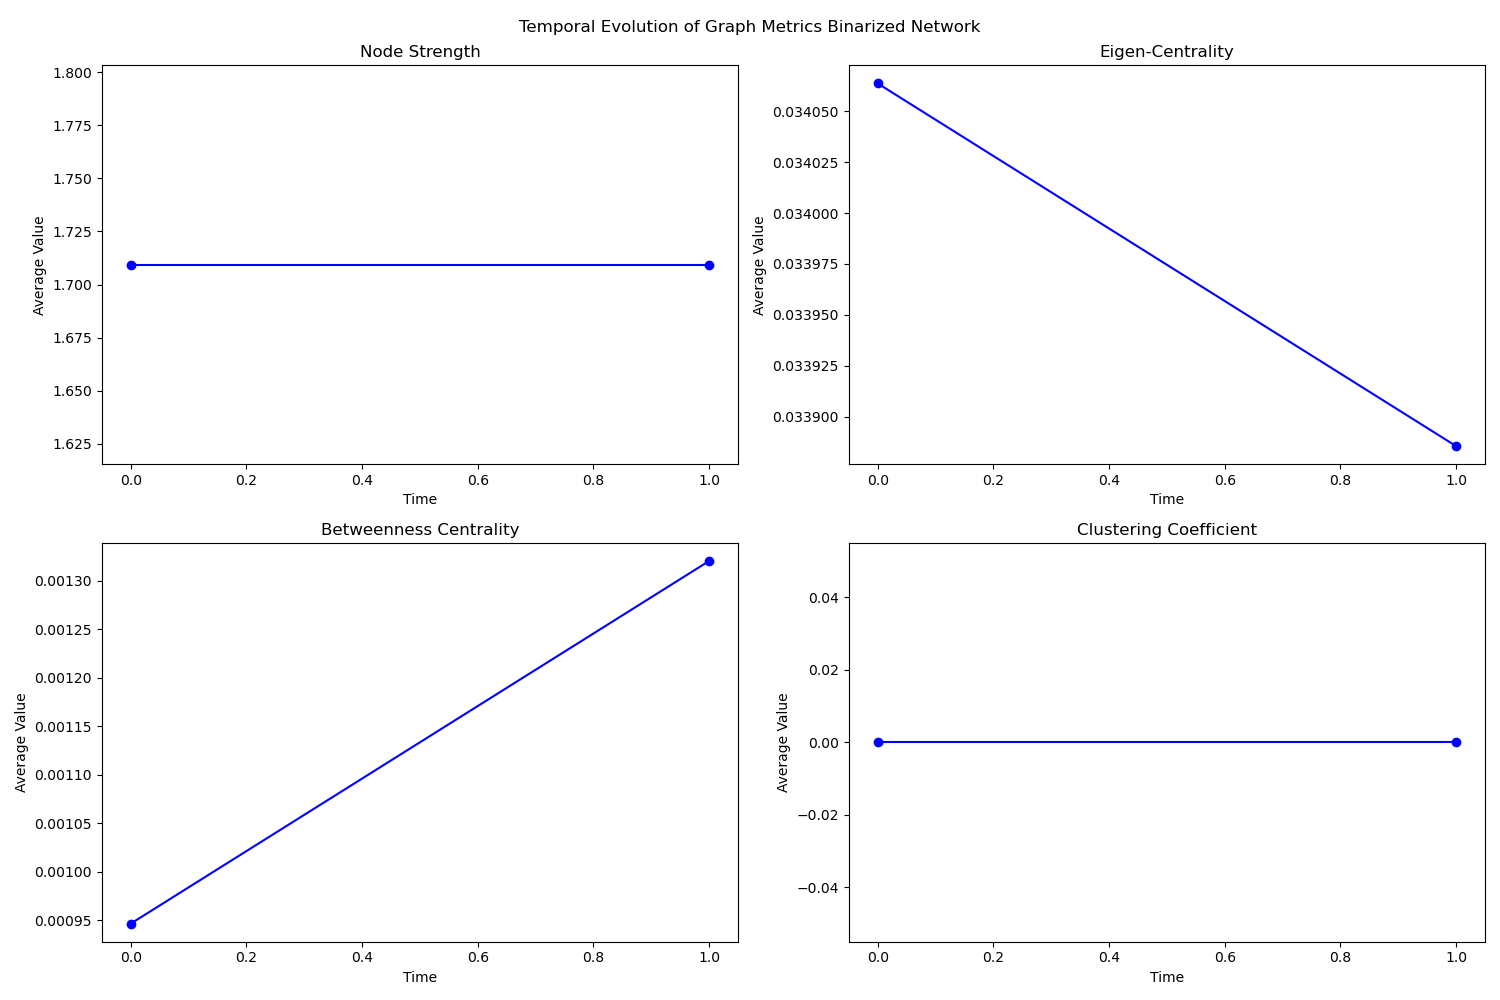 Temporal Evolution of Graph Metrics Binarized Network
Node Strength
1.800
1.775
1.750
1.725
1.700
1.675
1.650
1.625
Average Value
0.0 0.2 0.4 0.6 0.8 1.0
Time
Eigen-Centrality
0.034050
0.034025
0.034000
0.033975
0.033950
0.033925
0.033900
Average Value
0.0 0.2 0.4 0.6 0.8 1.0
Time
Betweenness Centrality
0.00130
0.00125
0.00120
0.00115
0.00110
0.00105
0.00100
0.00095
Average Value
0.0 0.2 0.4 0.6 0.8 1.0
Time
Clustering Coefficient
0.04
0.02
0.00
−0.02
−0.04
Average Value
0.0 0.2 0.4 0.6 0.8 1.0
Time